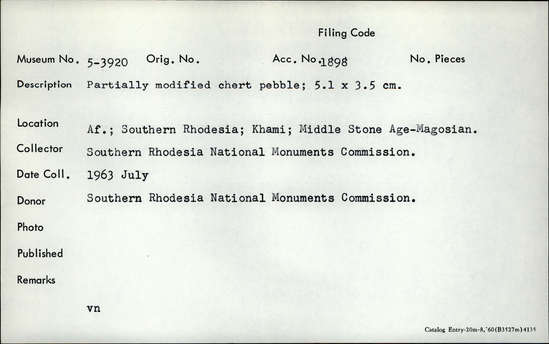 Filing Code
Museum No. 5-3920 Orig. No. Acc. No. 1898 No. Pieces
Description Partially modified chert pebble; 5.1 x 3.5 cm.
Location Af.; Southern Rhodesia; Khami; Middle Stone Age-Magosian.
Collector Southern Rhodesia National Monuments Commission.
Date Coll. 1963 July
Donor Southern Rhodesia National Monuments Commission.
Photo
Published
Remarks
vn
Catalog Entry-20m-8,'60(B3527m)4135